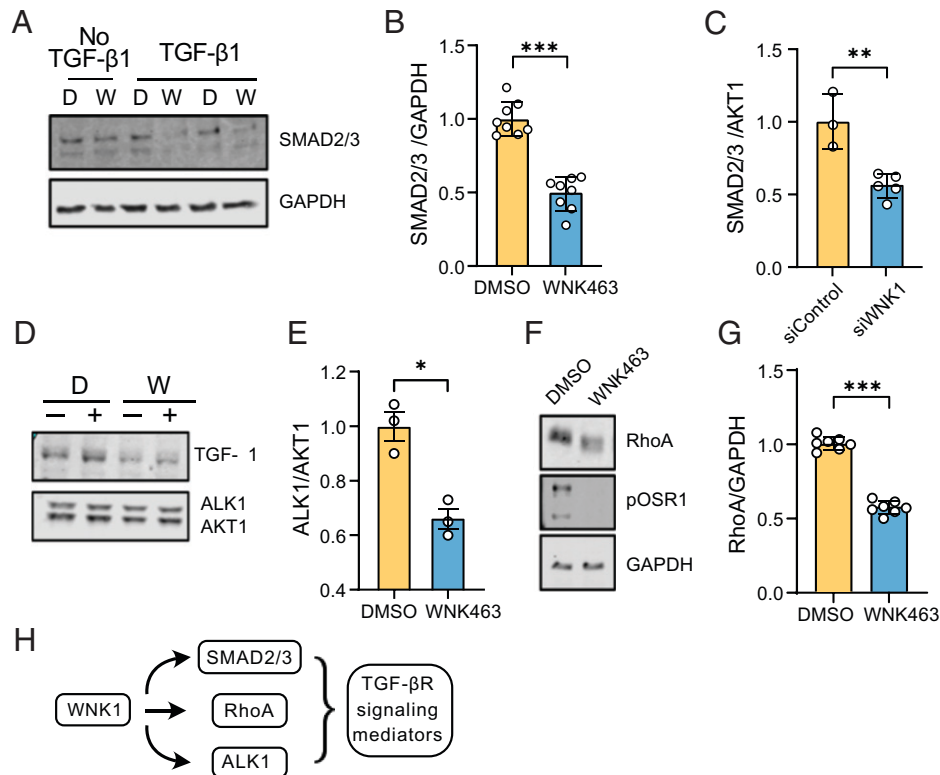 A
No
TGF-β1
TGF-β1
D W D W D W
SMAD2/3
GAPDH
B
SMAD2/3 /GAPDH
1.5
1.0
0.5
0.0
***
DMSO WNK463
C
SMAD2/3 /AKT1
1.5
1.0
0.5
0.0
**
siControl siWNK1
D
D W
– + – +
TGF- 1
ALK1
AKT1
E
ALK1/AKT1
1.2
1.0
0.8
0.6
0.4
*
DMSO WNK463
F
DMSO WNK463
RhoA
pOSR1
GAPDH
G
RhoA/GAPDH
1.5
1.0
0.5
0.0
***
DMSO WNK463
H
WNK1
SMAD2/3
RhoA
ALK1
TGF-βR
signaling
mediators